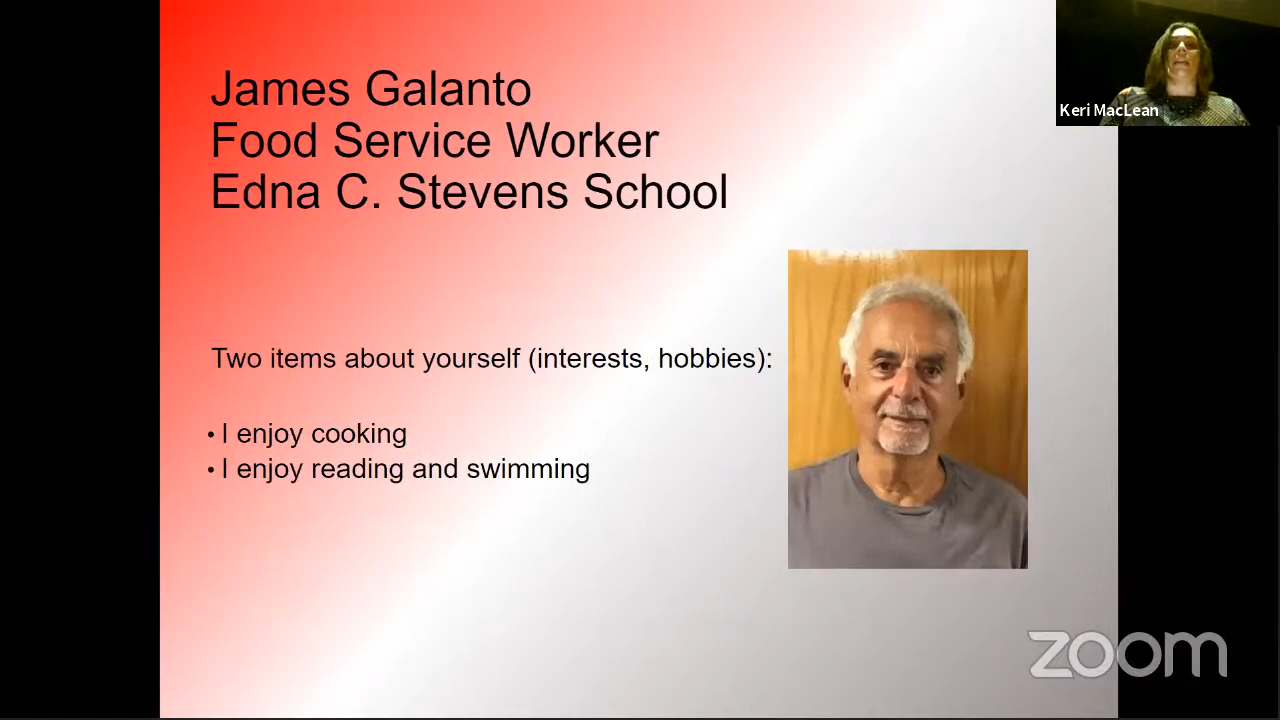 James Galanto
Food Service Worker
Edna C. Stevens School
Keri MacLean
Two items about yourself (interests, hobbies):
• I enjoy cooking
• I enjoy reading and swimming
zoom